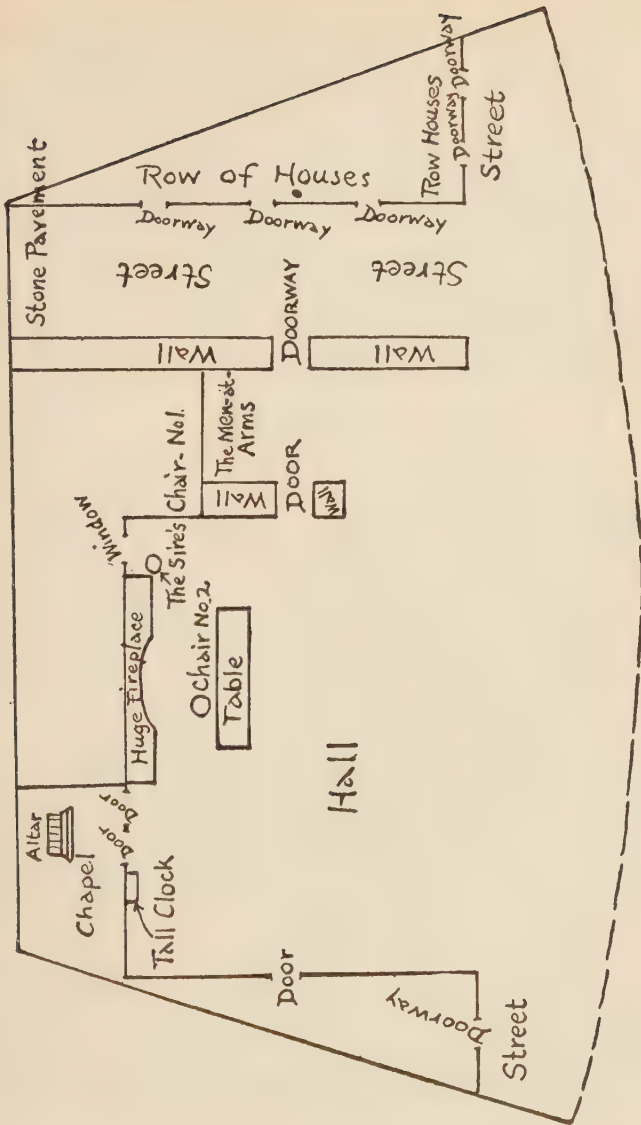 Stone Pavement
Row of Houses
Doorway
Doorway
Doorway
Row Houses
Doorway
Doorway
Street
Street
Street
Wall
DOORWAY
Wall
The Men-at-
Arms
Wall
DOOR
Wall
Window
The Sire's Chair-No1.
Huge Fireplace
Chair No.2
Table
Hall
Altar
Chapel
Door
Door
Tall Clock
Door
Doorway
Street